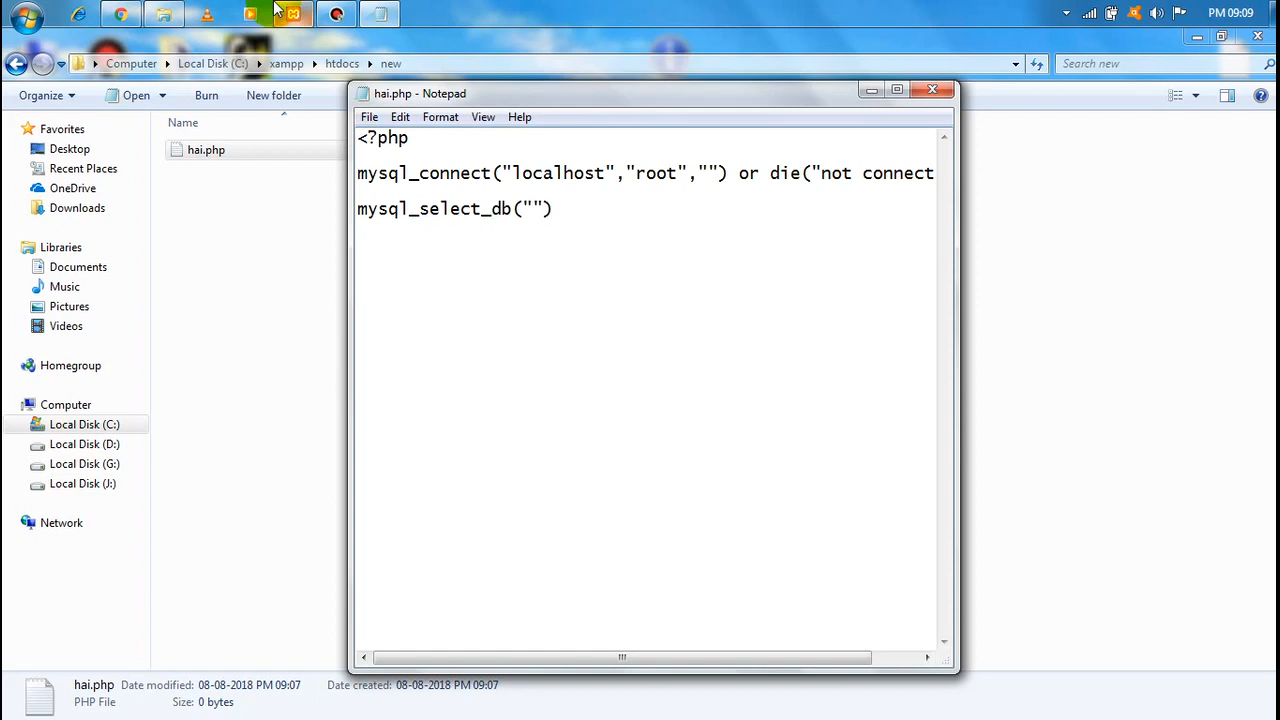 PM 09:09
Computer
Local Disk (C:)
xampp
htdocs
new
Search new
Organize
Open
Burn
New folder
hai.php - Notepad
File Edit Format View Help
<?php
mysql_connect("localhost","root","") or die("not connect
mysql_select_db("")
Name
hai.php
Favorites
Desktop
Recent Places
OneDrive
Downloads
Libraries
Documents
Music
Pictures
Videos
Homegroup
Computer
Local Disk (C:)
Local Disk (D:)
Local Disk (G:)
Local Disk (J:)
Network
hai.php Date modified: 08-08-2018 PM 09:07 Date created: 08-08-2018 PM 09:07
PHP File Size: 0 bytes